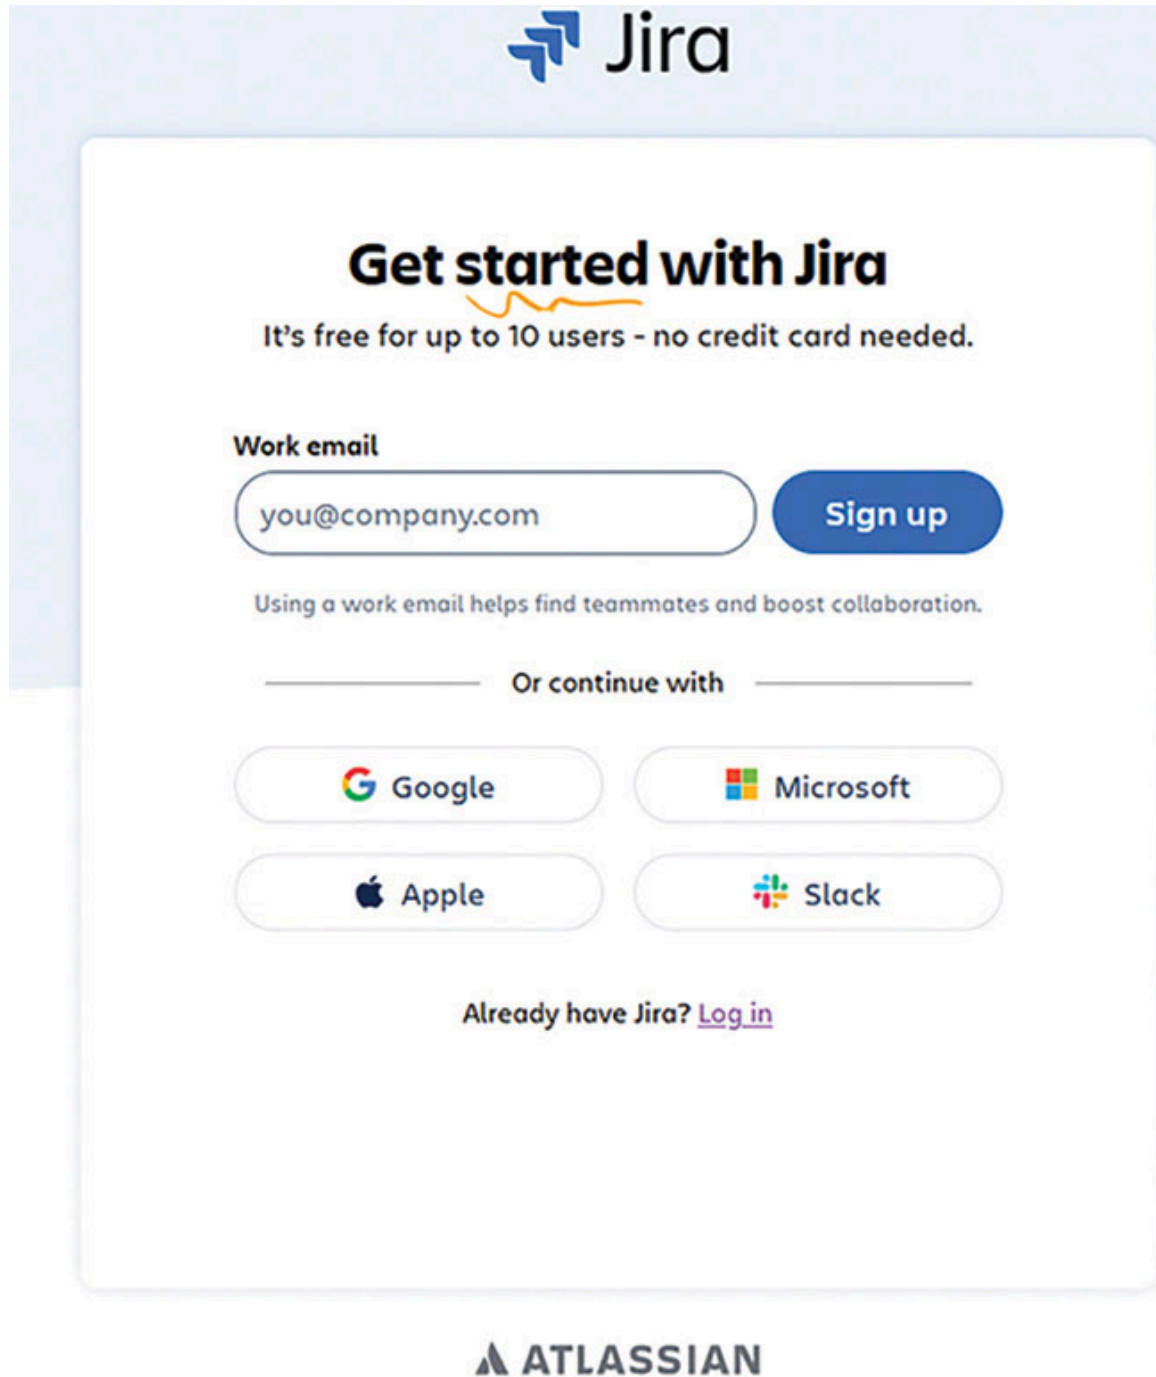 Jira
Get started with Jira
It's free for up to 10 users - no credit card needed.
Work email
you@company.com
Sign up
Using a work email helps find teammates and boost collaboration.
Or continue with
Google
Microsoft
Apple
Slack
Already have Jira? Log in
ATLASSIAN